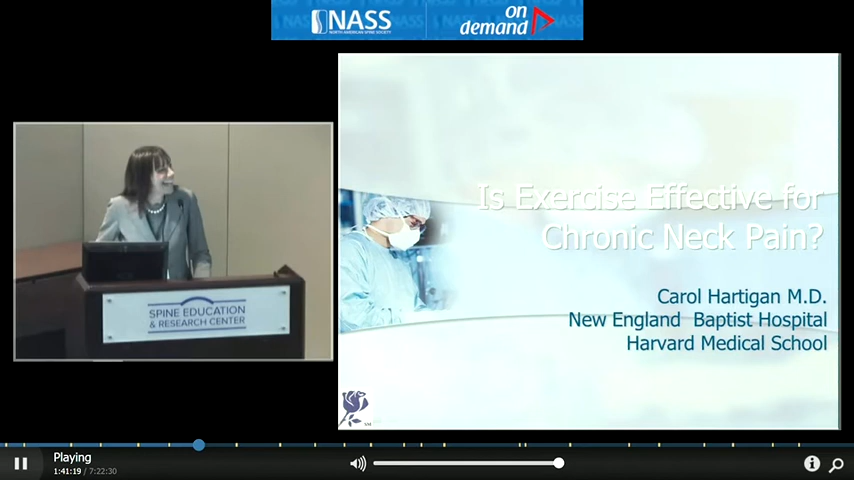 NASS
NORTH AMERICAN SPINE SOCIETY
on
demand
Is Exercise Effective for
Chronic Neck Pain?
Carol Hartigan M.D.
New England Baptist Hospital
Harvard Medical School
SPINE EDUCATION
& RESEARCH CENTER
SM
Playing
1:41:19 / 7:22:30